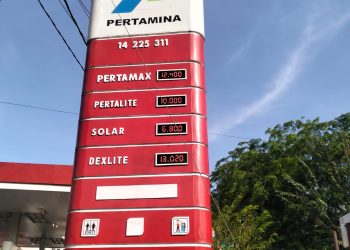 PERTAMINA
14 225 311
PERTAMAX 12.400
PERTALITE 10.000
SOLAR 6.800
DEXLITE 13.020